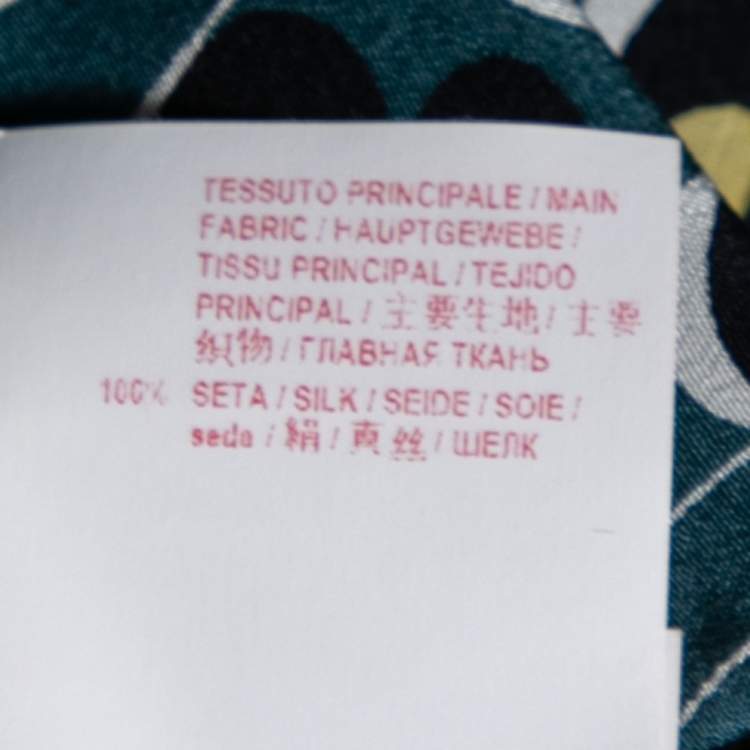 TESSUTO PRINCIPALE / MAIN
FABRIC / HAUPTGEWEBE /
TISSU PRINCIPAL / TEJIDO
PRINCIPAL / 主要生地 / 主要
织物 / ГЛАВНАЯ ТКАНЬ
100% SETA / SILK / SEIDE / SOIE /
seda / 絹 / 真丝 / ШЕЛК